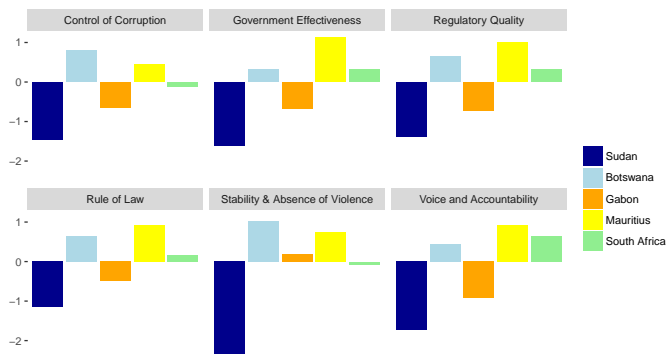 Control of Corruption Government Effectiveness Regulatory Quality
1
0
−1
−2
Rule of Law Stability & Absence of Violence Voice and Accountability
1
0
−1
−2
Sudan
Botswana
Gabon
Mauritius
South Africa